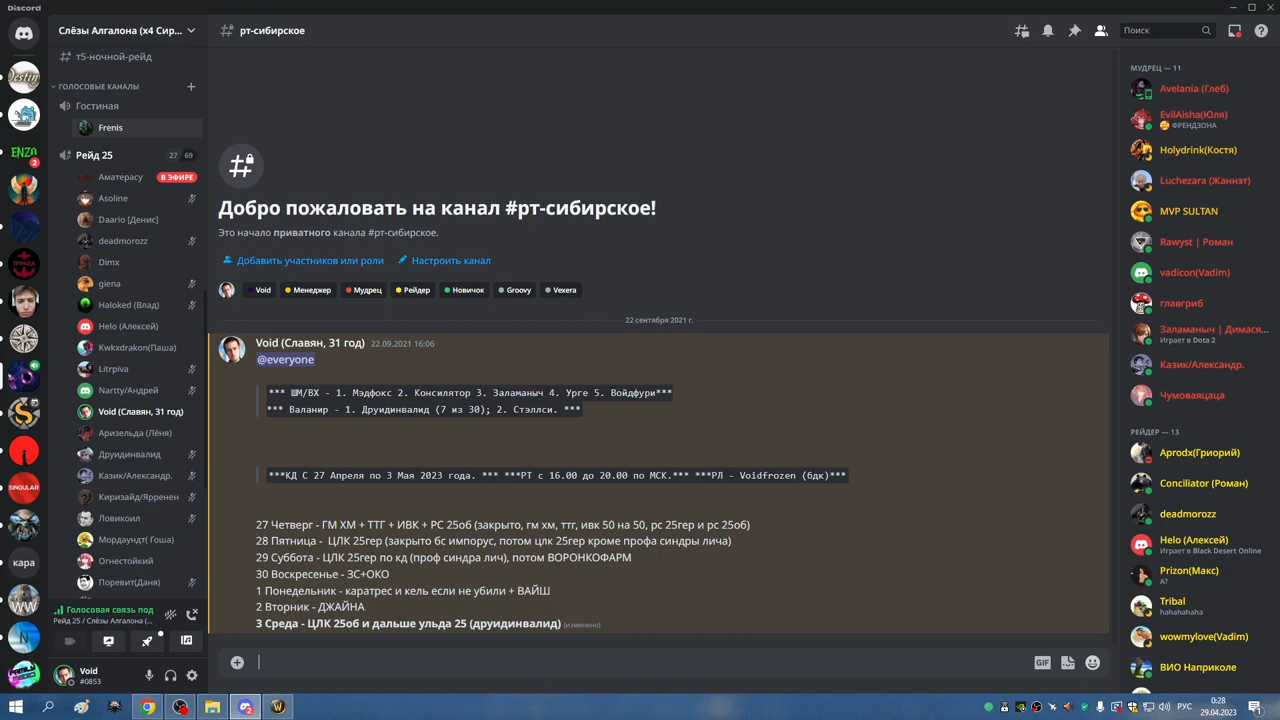 Discord
Слёзы Алгалона (x4 Сир...
т5-ночной-рейд
ГОЛОСОВЫЕ КАНАЛЫ
Гостиная
Frenis
Рейд 25 27 69
Аматерасу В ЭФИРЕ
Asoline
Daario [Денис]
deadmorozz
Dimx
giena
Haloked (Влад)
Helo (Алексей)
Kwkxdrakon(Паша)
Litrpiva
Nartty/Андрей
Void (Славян, 31 год)
Аризельда (Лёня)
Друидинвалид
Казик/Александр.
Киризайд/Ярренен
Ловикоил
Мордаундт( Гоша)
Огнестойкий
Поревит(Даня)
Голосовая связь под
Рейд 25 / Слёзы Алгалона (...
Void
#0853
Destiny
ENZO
2
ТРИАДА
SINGULAR
кара
WW
N
рт-сибирское
Поиск
Добро пожаловать на канал #рт-сибирское!
Это начало приватного канала #рт-сибирское.
Добавить участников или роли Настроить канал
Void Менеджер Мудрец Рейдер Новичок Groovy Vexera
22 сентября 2021 г.
Void (Славян, 31 год) 22.09.2021 16:06
@everyone
*** ШМ/ВХ - 1. Мэдфокс 2. Консилятор 3. Заламаныч 4. Урге 5. Войдфури***
*** Валанир - 1. Друидинвалид (7 из 30); 2. Стэллси. ***
***КД С 27 Апреля по 3 Мая 2023 года. *** ***РТ с 16.00 до 20.00 по МСК.*** ***РЛ - Voidfrozen (бдк)***
27 Четверг - ГМ ХМ + ТТГ + ИВК + РС 25об (закрыто, гм хм, ттг, ивк 50 на 50, рс 25гер и рс 25об)
28 Пятница - ЦЛК 25гер (закрыто бс импорус, потом цлк 25гер кроме профа синдры лича)
29 Суббота - ЦЛК 25гер по кд (проф синдра лич), потом ВОРОНКОФАРМ
30 Воскресенье - ЗС+ОКО
1 Понедельник - каратрес и кель если не убили + ВАЙШ
2 Вторник - ДЖАЙНА
3 Среда - ЦЛК 25об и дальше ульда 25 (друидинвалид) (изменено)
GIF
МУДРЕЦ — 11
Avelania (Глеб)
EvilAisha(Юля)
ФРЕНДЗОНА
Holydrink(Костя)
Luchezara (Жаннэт)
MVP SULTAN
Rawyst | Роман
vadicon(Vadim)
главгриб
Заламаныч | Димася...
Играет в Dota 2
Казик/Александр.
Чумоваяцаца
РЕЙДЕР — 13
Aprodx(Гриорий)
Conciliator (Роман)
deadmorozz
Helo (Алексей)
Играет в Black Desert Online
Prizon(Макс)
А?
Tribal
hahahahaha
wowmylove(Vadim)
ВИО Наприколе
РУС
0:28
29.04.2023
1